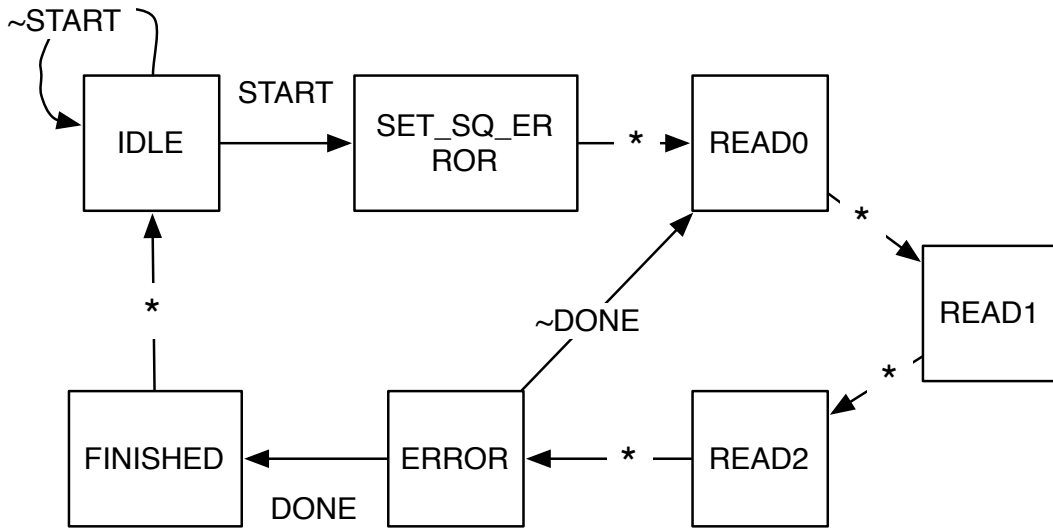 ~START
START
IDLE
SET_SQ_ER
ROR
*
READ0
*
READ1
*
~DONE
*
FINISHED
ERROR
*
READ2
DONE